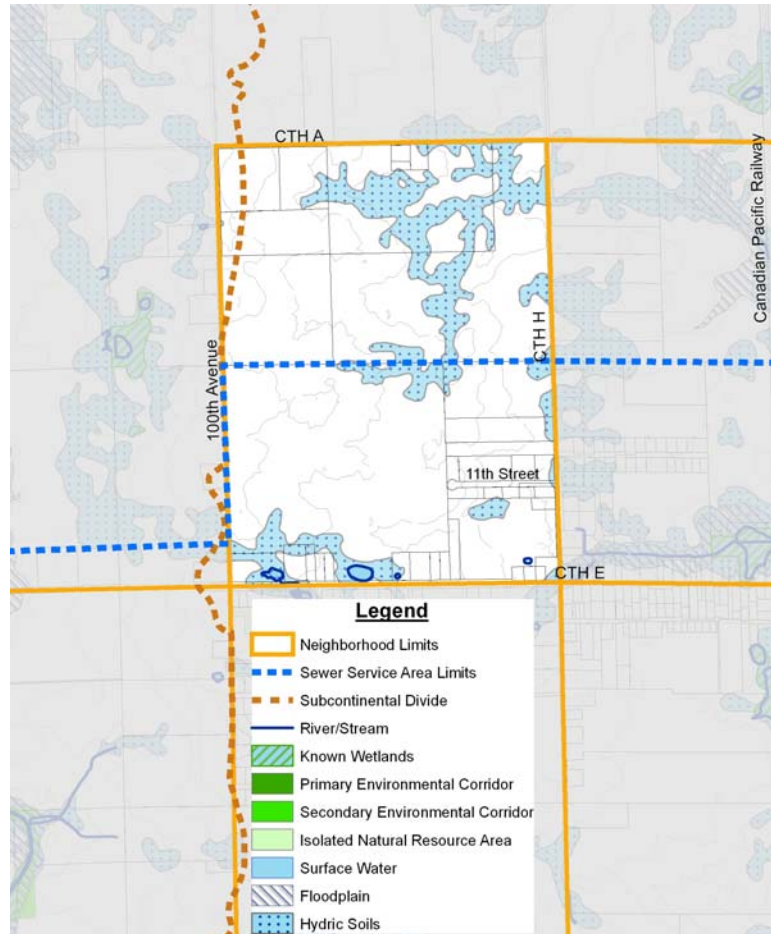 CTH A
Canadian Pacific Railway
CTH H
100th Avenue
11th Street
CTH E
Legend
Neighborhood Limits
Sewer Service Area Limits
Subcontinental Divide
River/Stream
Known Wetlands
Primary Environmental Corridor
Secondary Environmental Corridor
Isolated Natural Resource Area
Surface Water
Floodplain
Hydric Soils